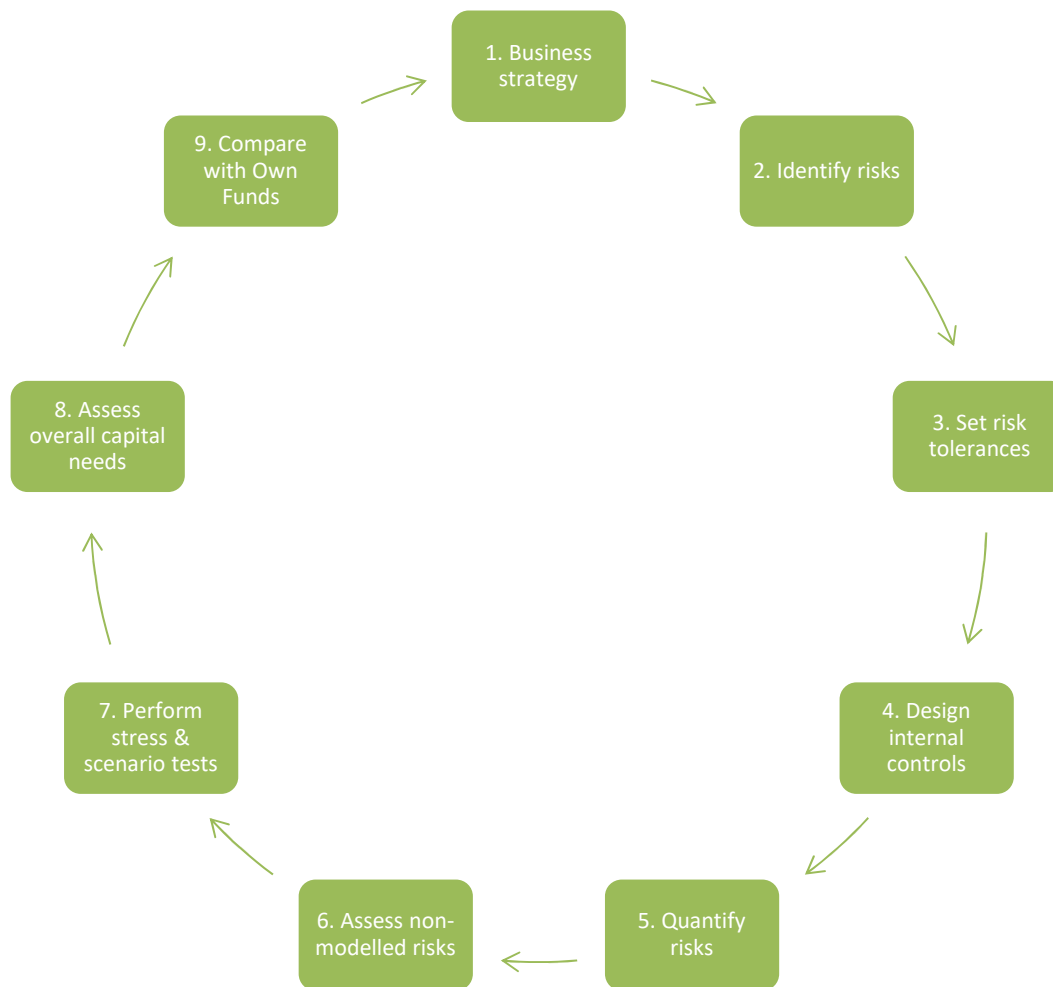 1. Business
strategy
2. Identify risks
3. Set risk
tolerances
4. Design
internal
controls
5. Quantify
risks
6. Assess non-
modelled risks
7. Perform
stress &
scenario tests
8. Assess
overall capital
needs
9. Compare
with Own
Funds